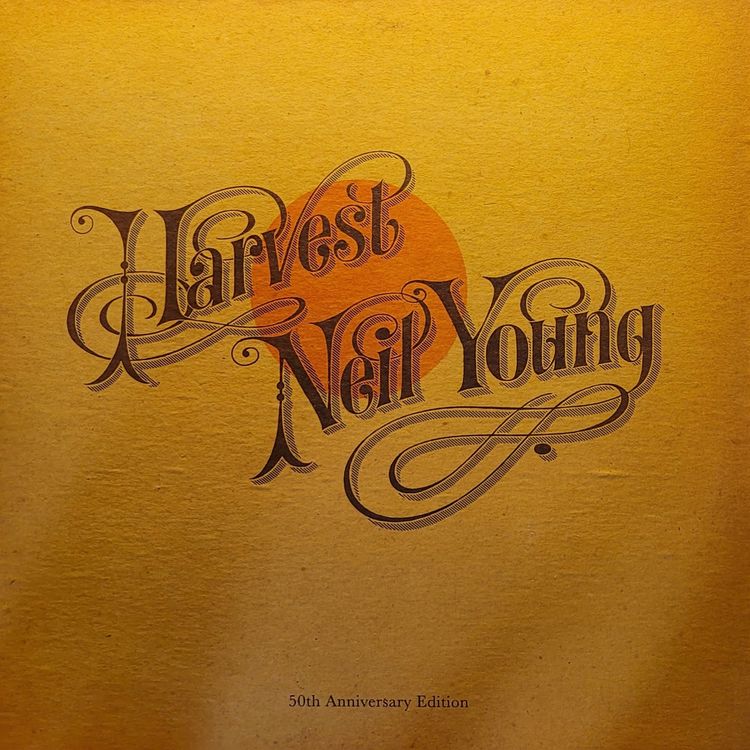 Harvest
Neil Young
50th Anniversary Edition